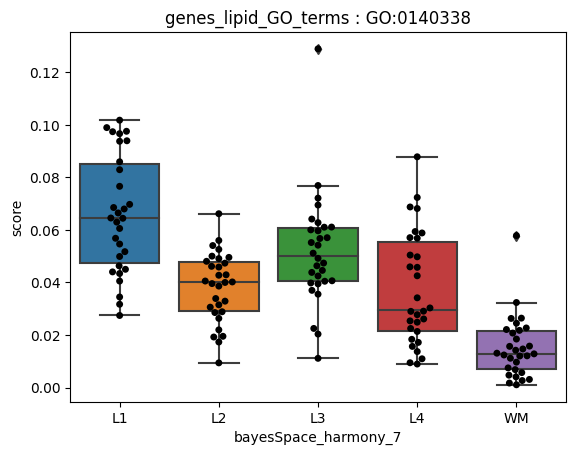 genes_lipid_GO_terms : GO:0140338
0.12
0.10
0.08
0.06
0.04
0.02
0.00
score
L1 L2 L3 L4 WM
bayesSpace_harmony_7